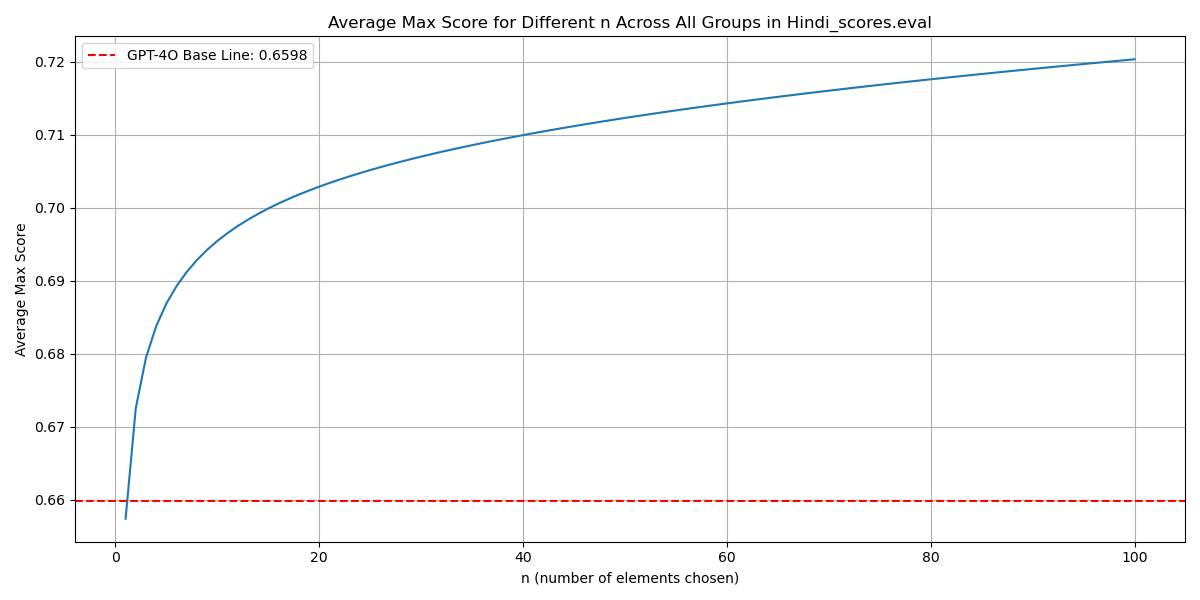 Average Max Score for Different n Across All Groups in Hindi_scores.eval
GPT-4O Base Line: 0.6598
Average Max Score
0.72
0.71
0.70
0.69
0.68
0.67
0.66
0 20 40 60 80 100
n (number of elements chosen)